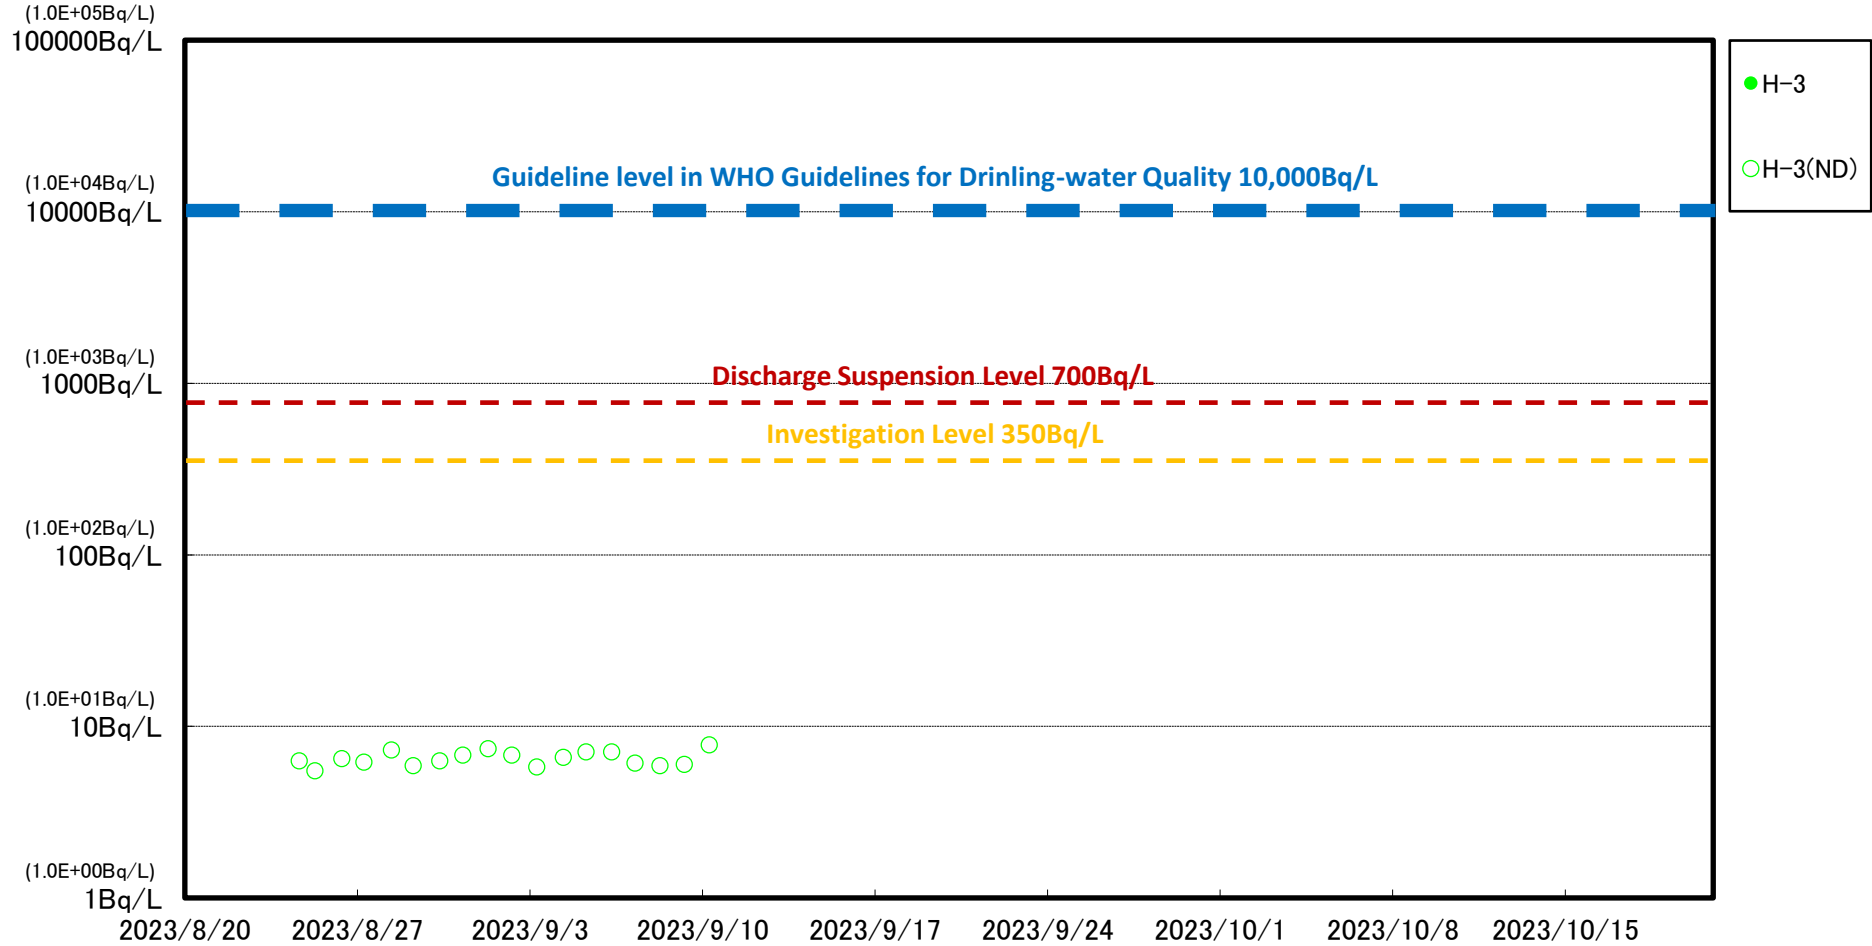 (1.0E+05Bq/L)
100000Bq/L
H-3
Guideline level in WHO Guidelines for Drinling-water Quality 10,000Bq/L
H-3(ND)
(1.0E+04Bq/L)
10000Bq/L
(1.0E+03Bq/L)
1000Bq/L
Discharge Suspension Level 700Bq/L
Investigation Level 350Bq/L
(1.0E+02Bq/L)
100Bq/L
(1.0E+01Bq/L)
10Bq/L
(1.0E+00Bq/L)
1Bq/L
2023/8/20 2023/8/27 2023/9/3 2023/9/10 2023/9/17 2023/9/24 2023/10/1 2023/10/8 2023/10/15